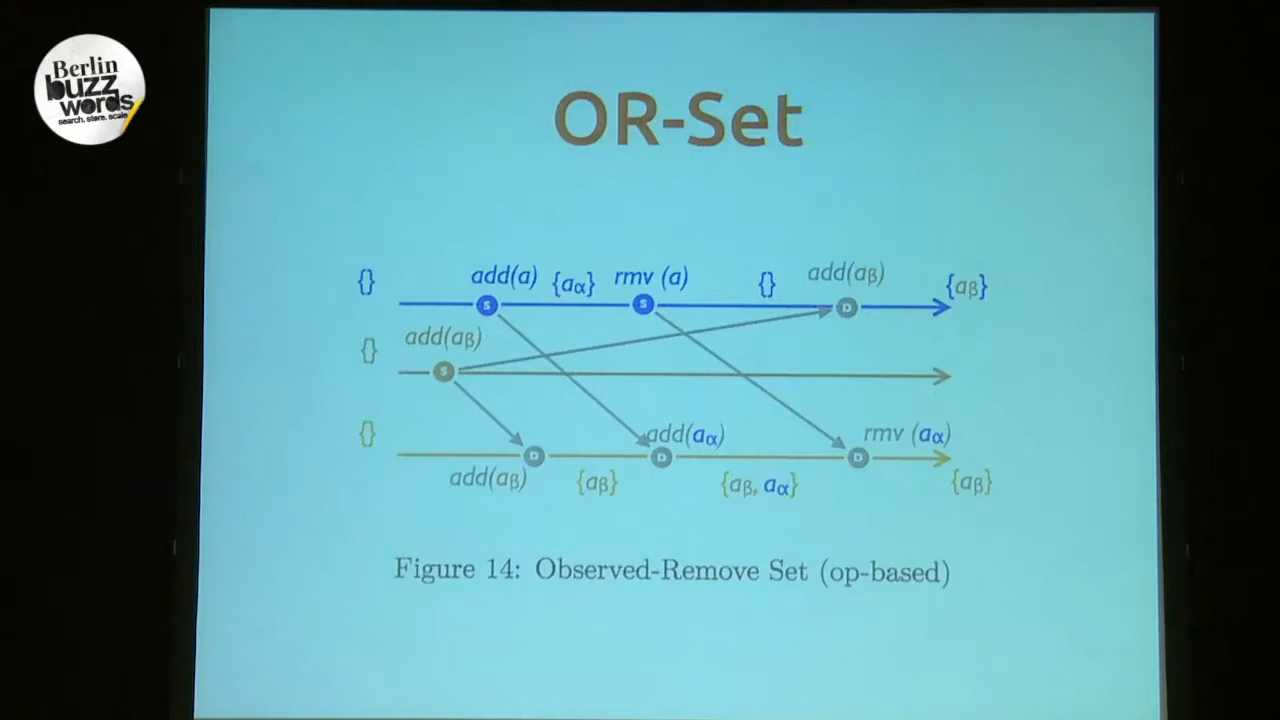 Berlin
buzz
words
search. store. scale
OR-Set
{} add(a) {aα} rmv (a) {} add(aβ) {aβ}
S S D
{} add(aβ)
S
{} add(aα) rmv (aα)
D D D
add(aβ) {aβ} {aβ, aα} {aβ}
Figure 14: Observed-Remove Set (op-based)